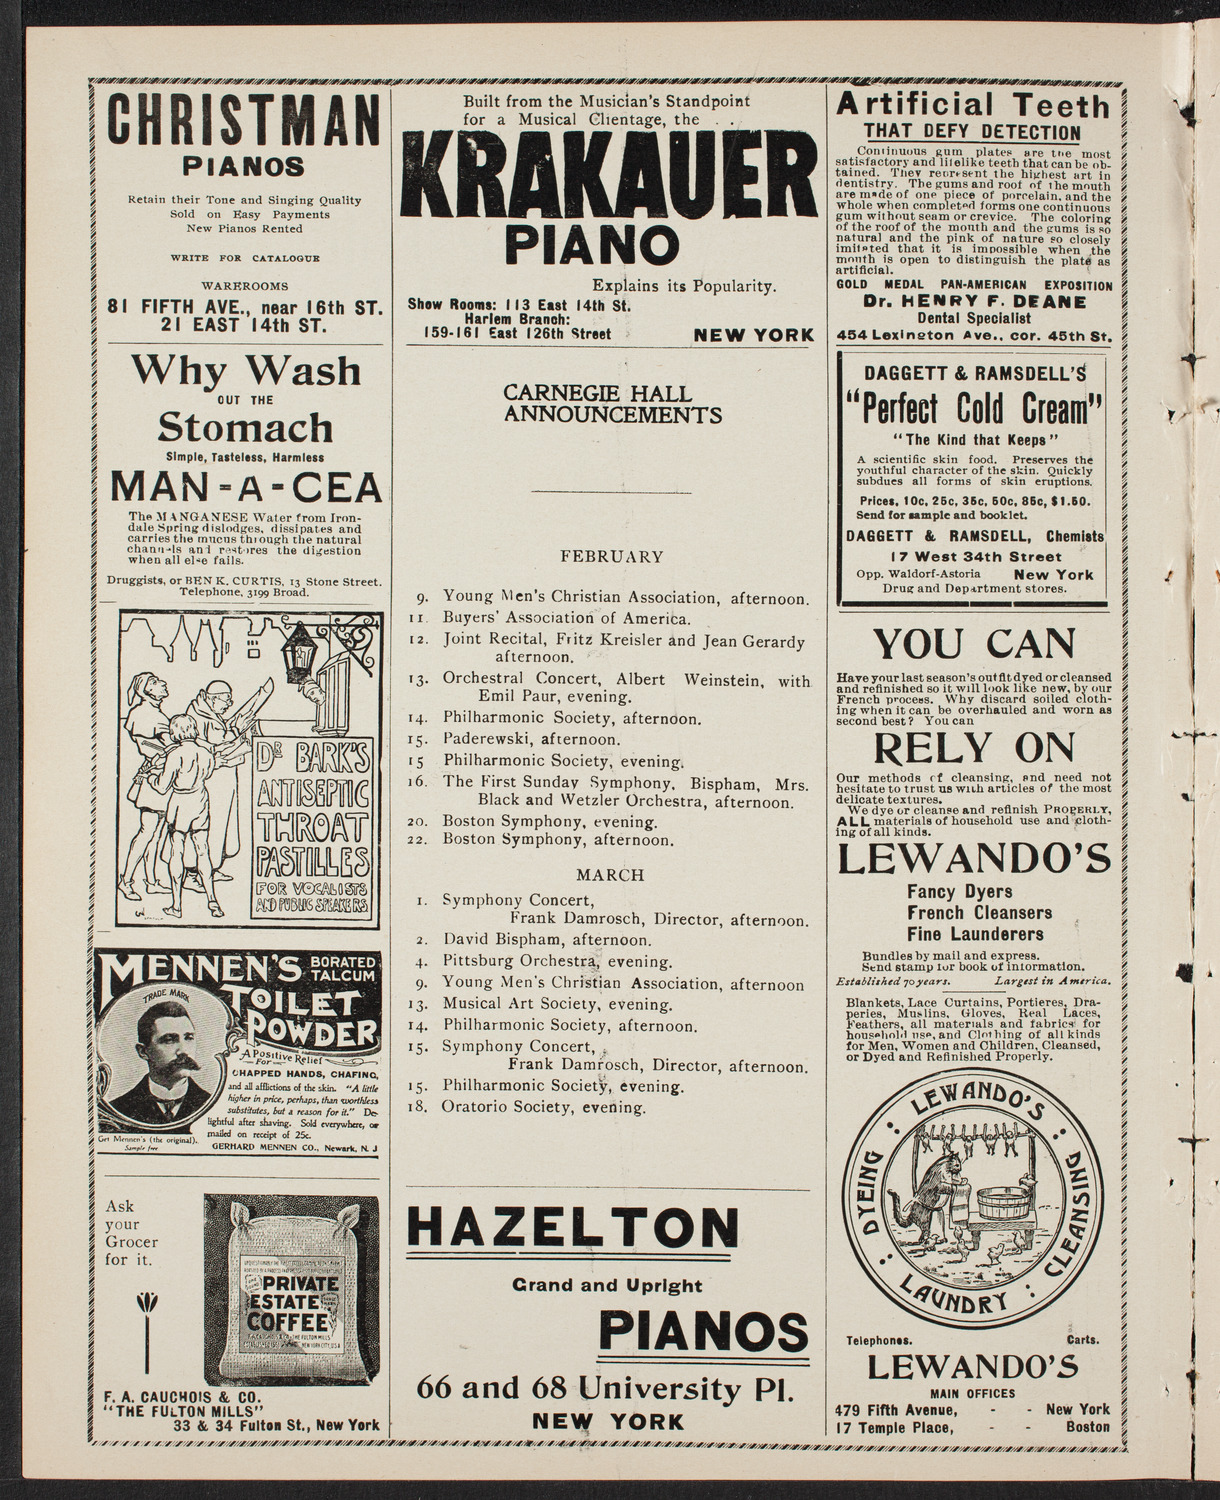 CHRISTMAN
PIANOS
Retain their Tone and Singing Quality
Sold on Easy Payments
New Pianos Rented
WRITE FOR CATALOGUE
WAREROOMS
81 FIFTH AVE., near 16th ST.
21 EAST 14th ST.
Why Wash
OUT THE
Stomach
Simple, Tasteless, Harmless
MAN-A-CEA
The MANGANESE Water from Iron-
dale Spring dislodges, dissipates and
carries the mucus through the natural
channels and restores the digestion
when all else fails.
Druggists, or BEN K. CURTIS, 13 Stone Street.
Telephone, 3199 Broad.
DR BARK'S
ANTISEPTIC
THROAT
PASTILLES
FOR VOCALISTS
AND PUBLIC SPEAKERS
MENNEN'S BORATED
TALCUM
TOILET
POWDER
TRADE MARK
A Positive Relief
For
CHAPPED HANDS, CHAFING,
and all afflictions of the skin. "A little
higher in price, perhaps, than worthless
substitutes, but a reason for it." De-
lightful after shaving. Sold everywhere, or
mailed on receipt of 25c.
Get Mennen's (the original).
Sample free
GERHARD MENNEN CO., Newark, N. J
Ask
your
Grocer
for it.
PRIVATE
ESTATE
COFFEE
F. A. CAUCHOIS & CO.
"THE FULTON MILLS"
33 & 34 Fulton St., New York
Built from the Musician's Standpoint
for a Musical Clientage, the . .
KRAKAUER
PIANO
Explains its Popularity.
Show Rooms: 113 East 14th St.
Harlem Branch:
159-161 East 126th Street NEW YORK
CARNEGIE HALL
ANNOUNCEMENTS
FEBRUARY
9. Young Men's Christian Association, afternoon.
11. Buyers' Association of America.
12. Joint Recital, Fritz Kreisler and Jean Gerardy
afternoon.
13. Orchestral Concert, Albert Weinstein, with
Emil Paur, evening.
14. Philharmonic Society, afternoon.
15. Paderewski, afternoon.
15 Philharmonic Society, evening.
16. The First Sunday Symphony, Bispham, Mrs.
Black and Wetzler Orchestra, afternoon.
20. Boston Symphony, evening.
22. Boston Symphony, afternoon.
MARCH
1. Symphony Concert,
Frank Damrosch, Director, afternoon.
2. David Bispham, afternoon.
4. Pittsburg Orchestra, evening.
9. Young Men's Christian Association, afternoon
13. Musical Art Society, evening.
14. Philharmonic Society, afternoon.
15. Symphony Concert,
Frank Damrosch, Director, afternoon.
15. Philharmonic Society, evening.
18. Oratorio Society, evening.
HAZELTON
Grand and Upright
PIANOS
66 and 68 University Pl.
NEW YORK
Artificial Teeth
THAT DEFY DETECTION
Continuous gum plates are the most
satisfactory and lifelike teeth that can be ob-
tained. They represent the highest art in
dentistry. The gums and roof of the mouth
are made of one piece of porcelain, and the
whole when completed forms one continuous
gum without seam or crevice. The coloring
of the roof of the mouth and the gums is so
natural and the pink of nature so closely
imitated that it is impossible when the
mouth is open to distinguish the plate as
artificial.
GOLD MEDAL PAN-AMERICAN EXPOSITION
Dr. HENRY F. DEANE
Dental Specialist
454 Lexington Ave., cor. 45th St.
DAGGETT & RAMSDELL'S
"Perfect Cold Cream"
"The Kind that Keeps"
A scientific skin food. Preserves the
youthful character of the skin. Quickly
subdues all forms of skin eruptions.
Prices, 10c, 25c, 35c, 50c, 85c, $1.50.
Send for sample and booklet.
DAGGETT & RAMSDELL, Chemists
17 West 34th Street
Opp. Waldorf-Astoria New York
Drug and Department stores.
YOU CAN
Have your last season's outfit dyed or cleansed
and refinished so it will look like new, by our
French process. Why discard soiled cloth-
ing when it can be overhauled and worn as
second best? You can
RELY ON
Our methods of cleansing, and need not
hesitate to trust us with articles of the most
delicate textures.
We dye or cleanse and refinish PROPERLY,
ALL materials of household use and cloth-
ing of all kinds.
LEWANDO'S
Fancy Dyers
French Cleansers
Fine Launderers
Bundles by mail and express.
Send stamp for book of information.
Established 70 years. Largest in America.
Blankets, Lace Curtains, Portieres, Dra-
peries, Muslins, Gloves, Real Laces,
Feathers, all materials and fabrics for
household use, and Clothing of all kinds
for Men, Women and Children, Cleansed,
or Dyed and Refinished Properly.
LEWANDO'S
DYEING
CLEANSING
LAUNDRY
Telephones. Carts.
LEWANDO'S
MAIN OFFICES
479 Fifth Avenue, - - New York
17 Temple Place, - - Boston